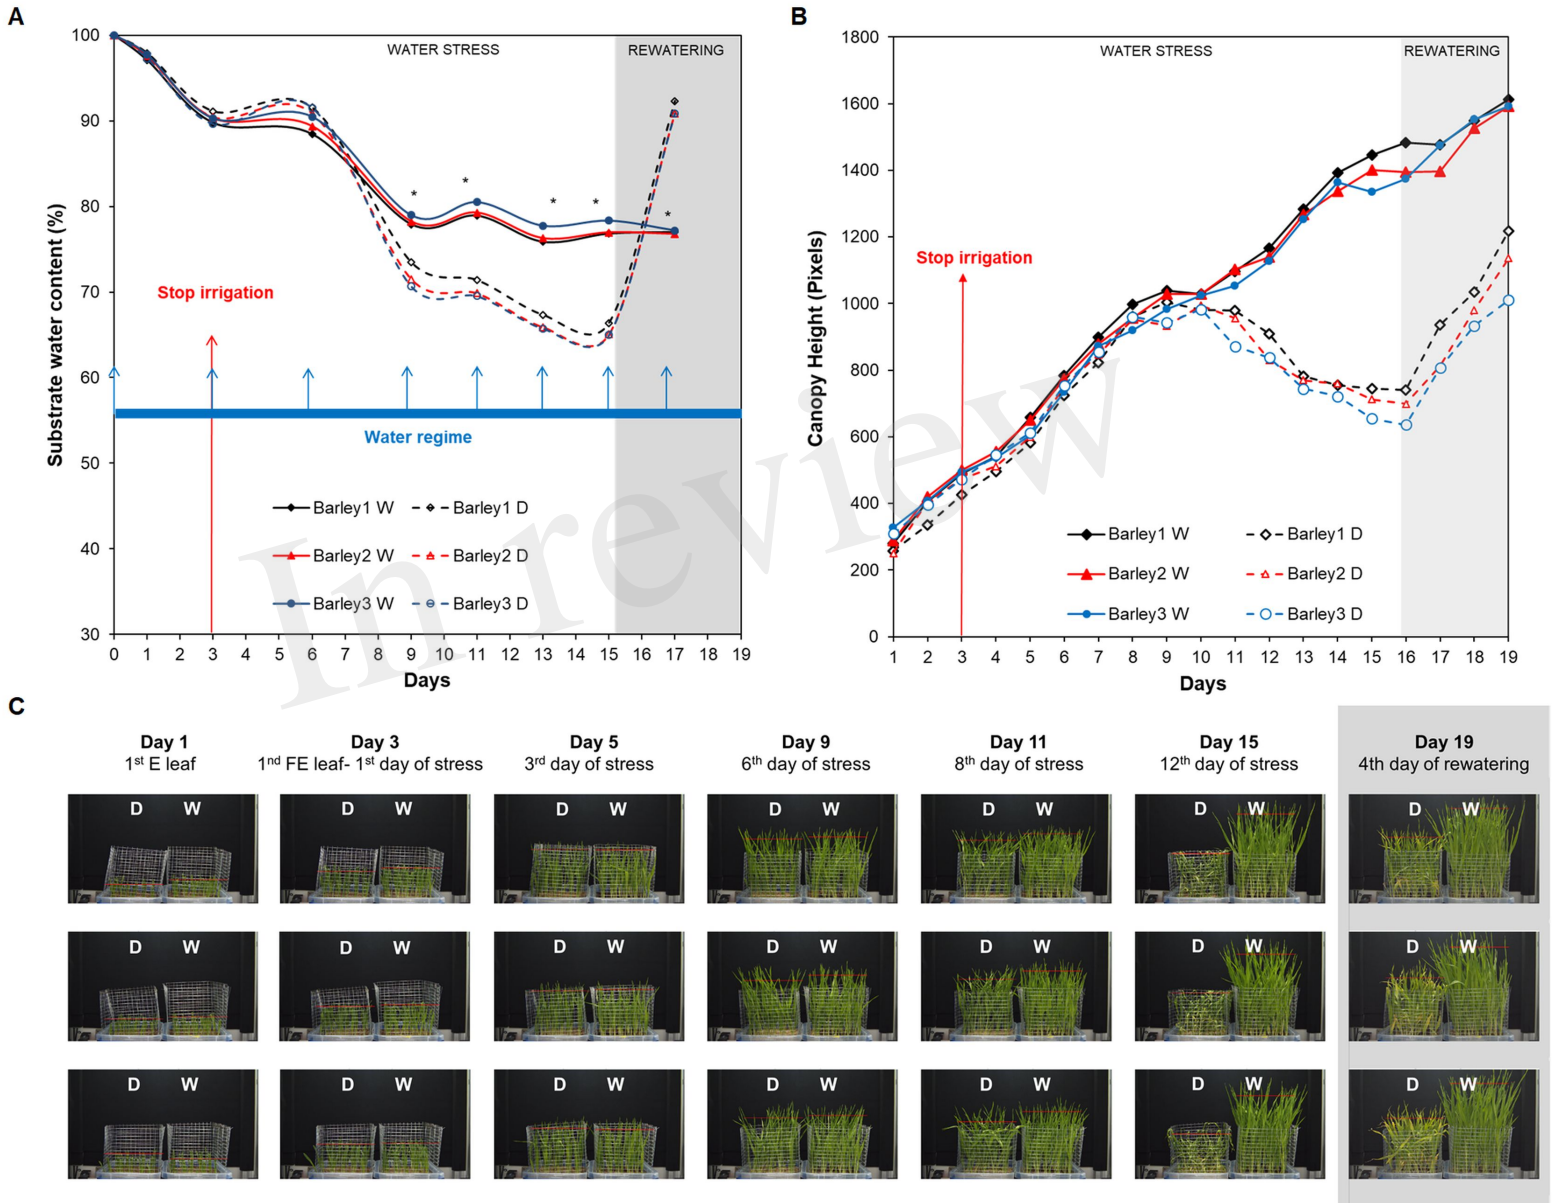 A
WATER STRESS
REWATERING
Stop irrigation
Water regime
Barley1 W
Barley1 D
Barley2 W
Barley2 D
Barley3 W
Barley3 D
Substrate water content (%)
100
90
80
70
60
50
40
30
* * * * *
0 1 2 3 4 5 6 7 8 9 10 11 12 13 14 15 16 17 18 19
Days
B
WATER STRESS
REWATERING
Stop irrigation
Barley1 W
Barley1 D
Barley2 W
Barley2 D
Barley3 W
Barley3 D
Canopy Height (Pixels)
1800
1600
1400
1200
1000
800
600
400
200
0
1 2 3 4 5 6 7 8 9 10 11 12 13 14 15 16 17 18 19
Days
In review
C
Day 1
1st E leaf
Day 3
1nd FE leaf- 1st day of stress
Day 5
3rd day of stress
Day 9
6th day of stress
Day 11
8th day of stress
Day 15
12th day of stress
Day 19
4th day of rewatering
D W D W D W D W D W D W D W
D W D W D W D W D W D W D W
D W D W D W D W D W D W D W